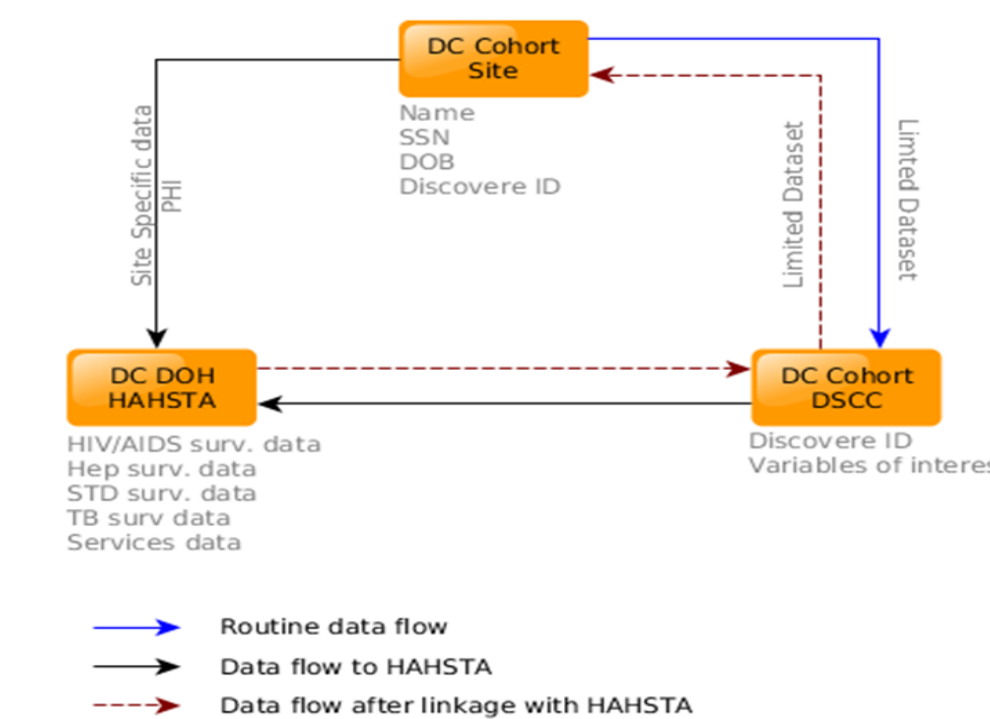 DC Cohort
Site
Name
SSN
DOB
Discovere ID
Site Specific data
PHI
Limited Dataset
Limted Dataset
DC DOH
HAHSTA
HIV/AIDS surv. data
Hep surv. data
STD surv. data
TB surv data
Services data
DC Cohort
DSCC
Discovere ID
Variables of interes
Routine data flow
Data flow to HAHSTA
Data flow after linkage with HAHSTA